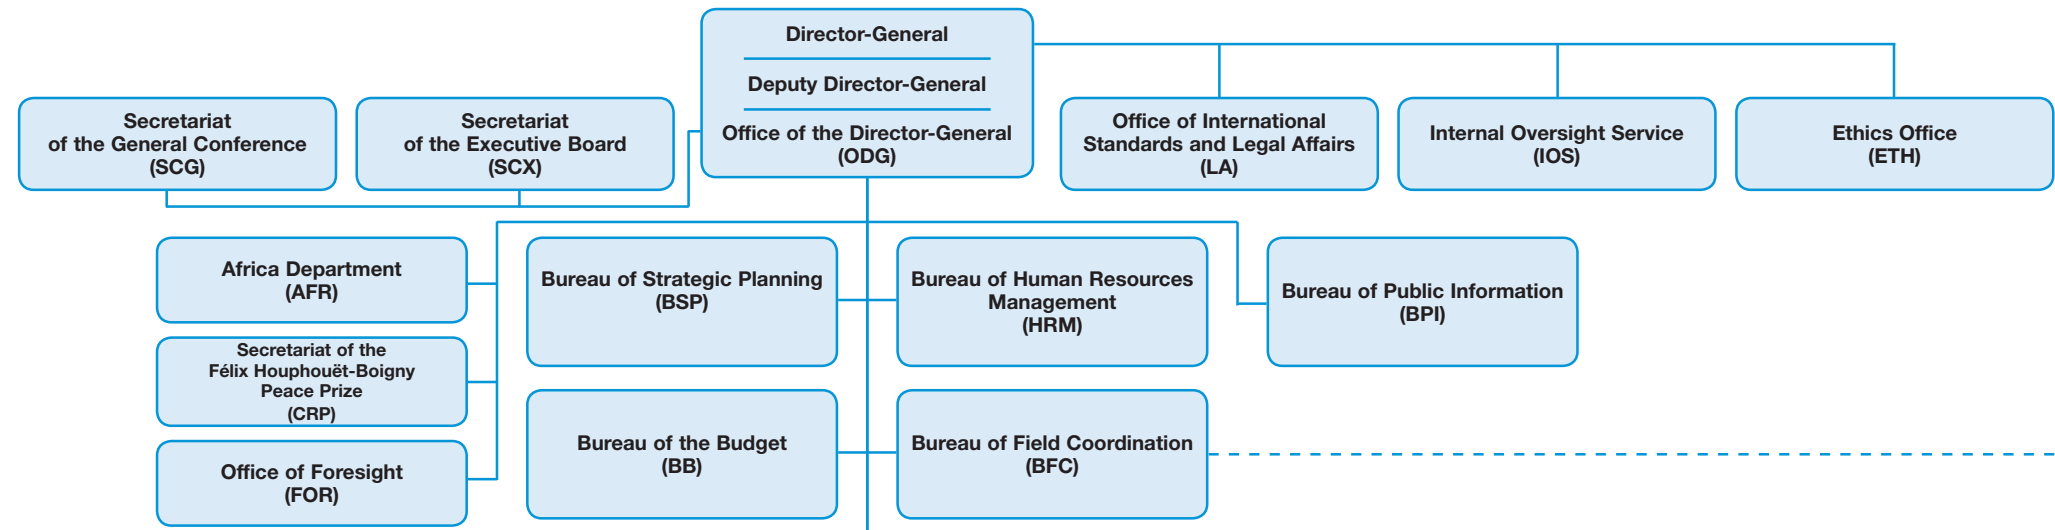 Director-General
Deputy Director-General
Office of the Director-General
(ODG)
Secretariat
of the General Conference
(SCG)
Secretariat
of the Executive Board
(SCX)
Office of International
Standards and Legal Affairs
(LA)
Internal Oversight Service
(IOS)
Ethics Office
(ETH)
Africa Department
(AFR)
Bureau of Strategic Planning
(BSP)
Bureau of Human Resources
Management
(HRM)
Bureau of Public Information
(BPI)
Secretariat of the
Félix Houphouët-Boigny
Peace Prize
(CRP)
Office of Foresight
(FOR)
Bureau of the Budget
(BB)
Bureau of Field Coordination
(BFC)